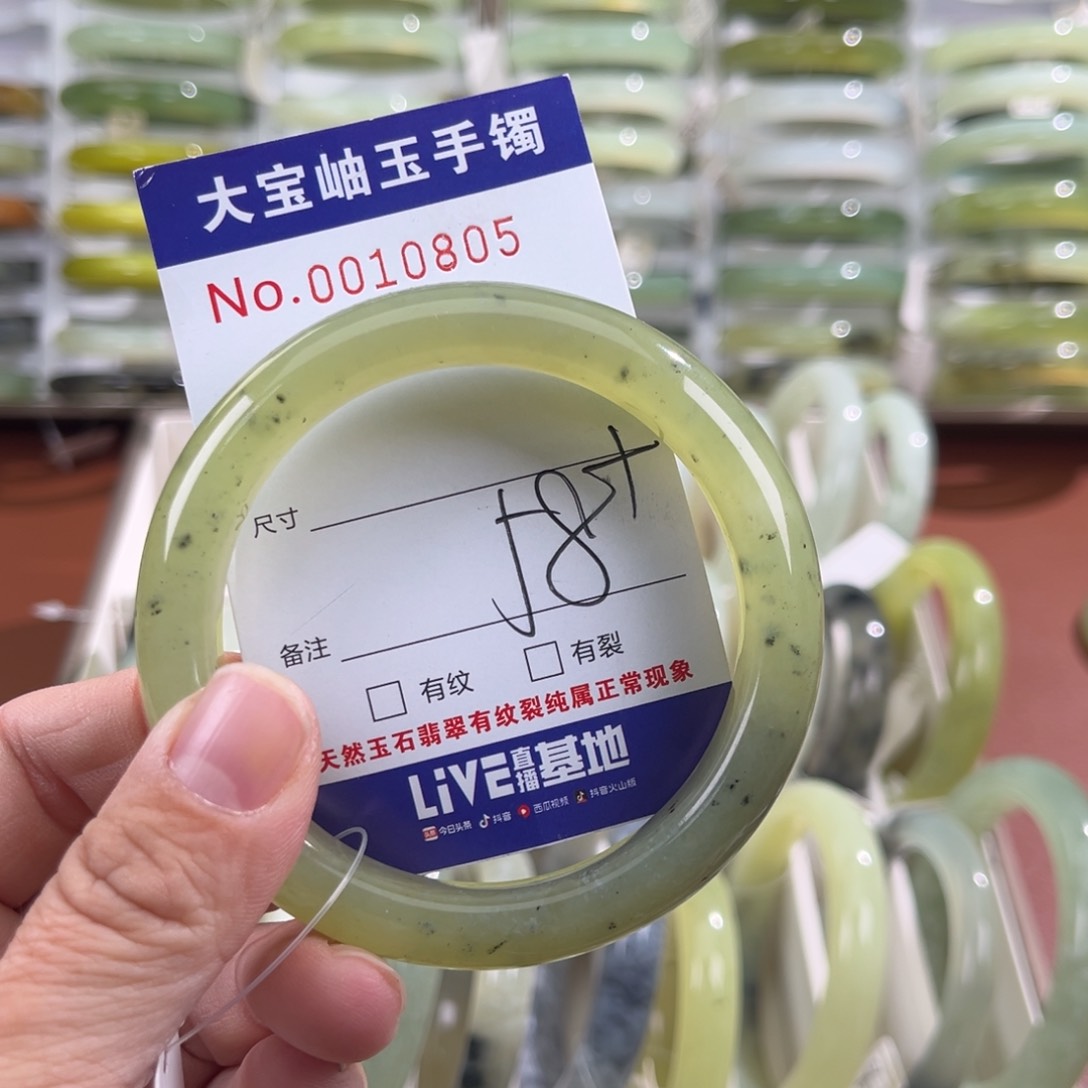 大宝岫玉手镯
No.0010805
尺寸
58+
备注
有纹 有裂
天然玉石翡翠有纹裂纯属正常现象
LiVE直播基地
今日头条 抖音 西瓜视频 抖音火山版